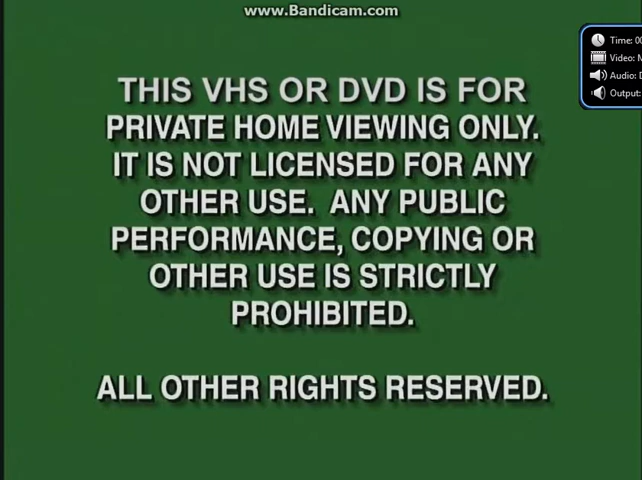 www.Bandicam.com
Time: 00
Video: M
Audio: D
Output:
THIS VHS OR DVD IS FOR
PRIVATE HOME VIEWING ONLY.
IT IS NOT LICENSED FOR ANY
OTHER USE. ANY PUBLIC
PERFORMANCE, COPYING OR
OTHER USE IS STRICTLY
PROHIBITED.
ALL OTHER RIGHTS RESERVED.